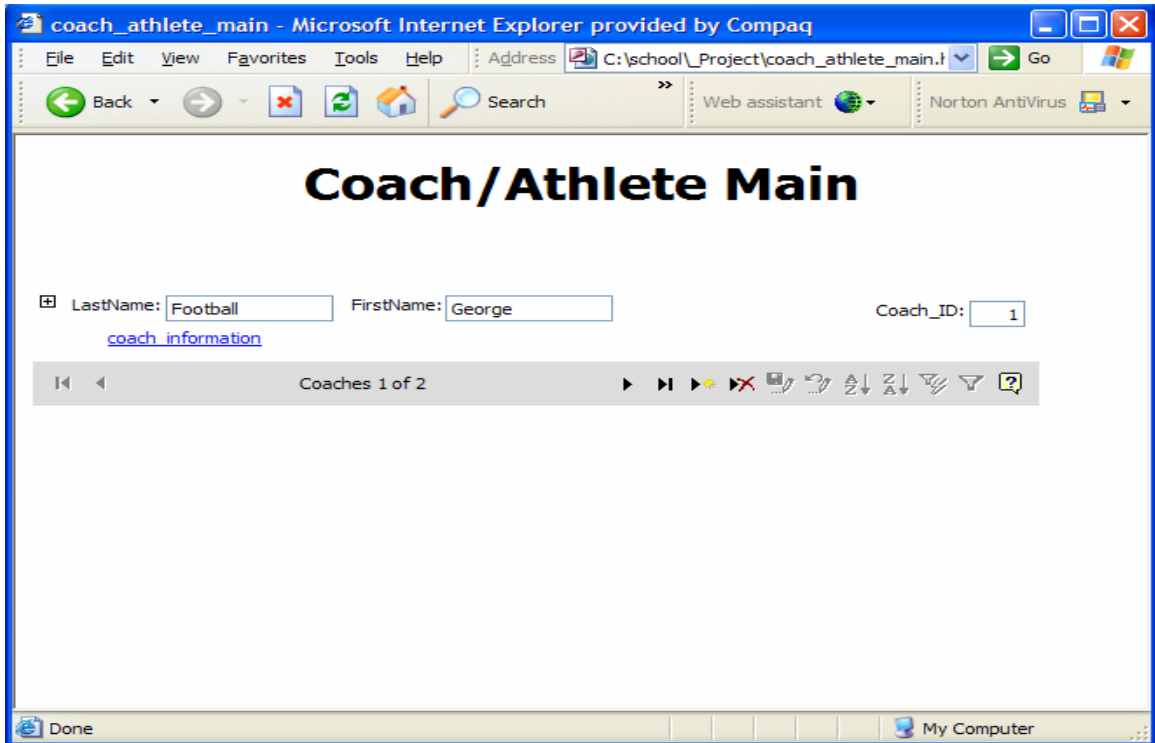 coach_athlete_main - Microsoft Internet Explorer provided by Compaq
File Edit View Favorites Tools Help Address C:\school\_Project\coach_athlete_main.h Go
Back Search » Web assistant Norton AntiVirus
Coach/Athlete Main
LastName: Football FirstName: George Coach_ID: 1
coach_information
Coaches 1 of 2
Done My Computer